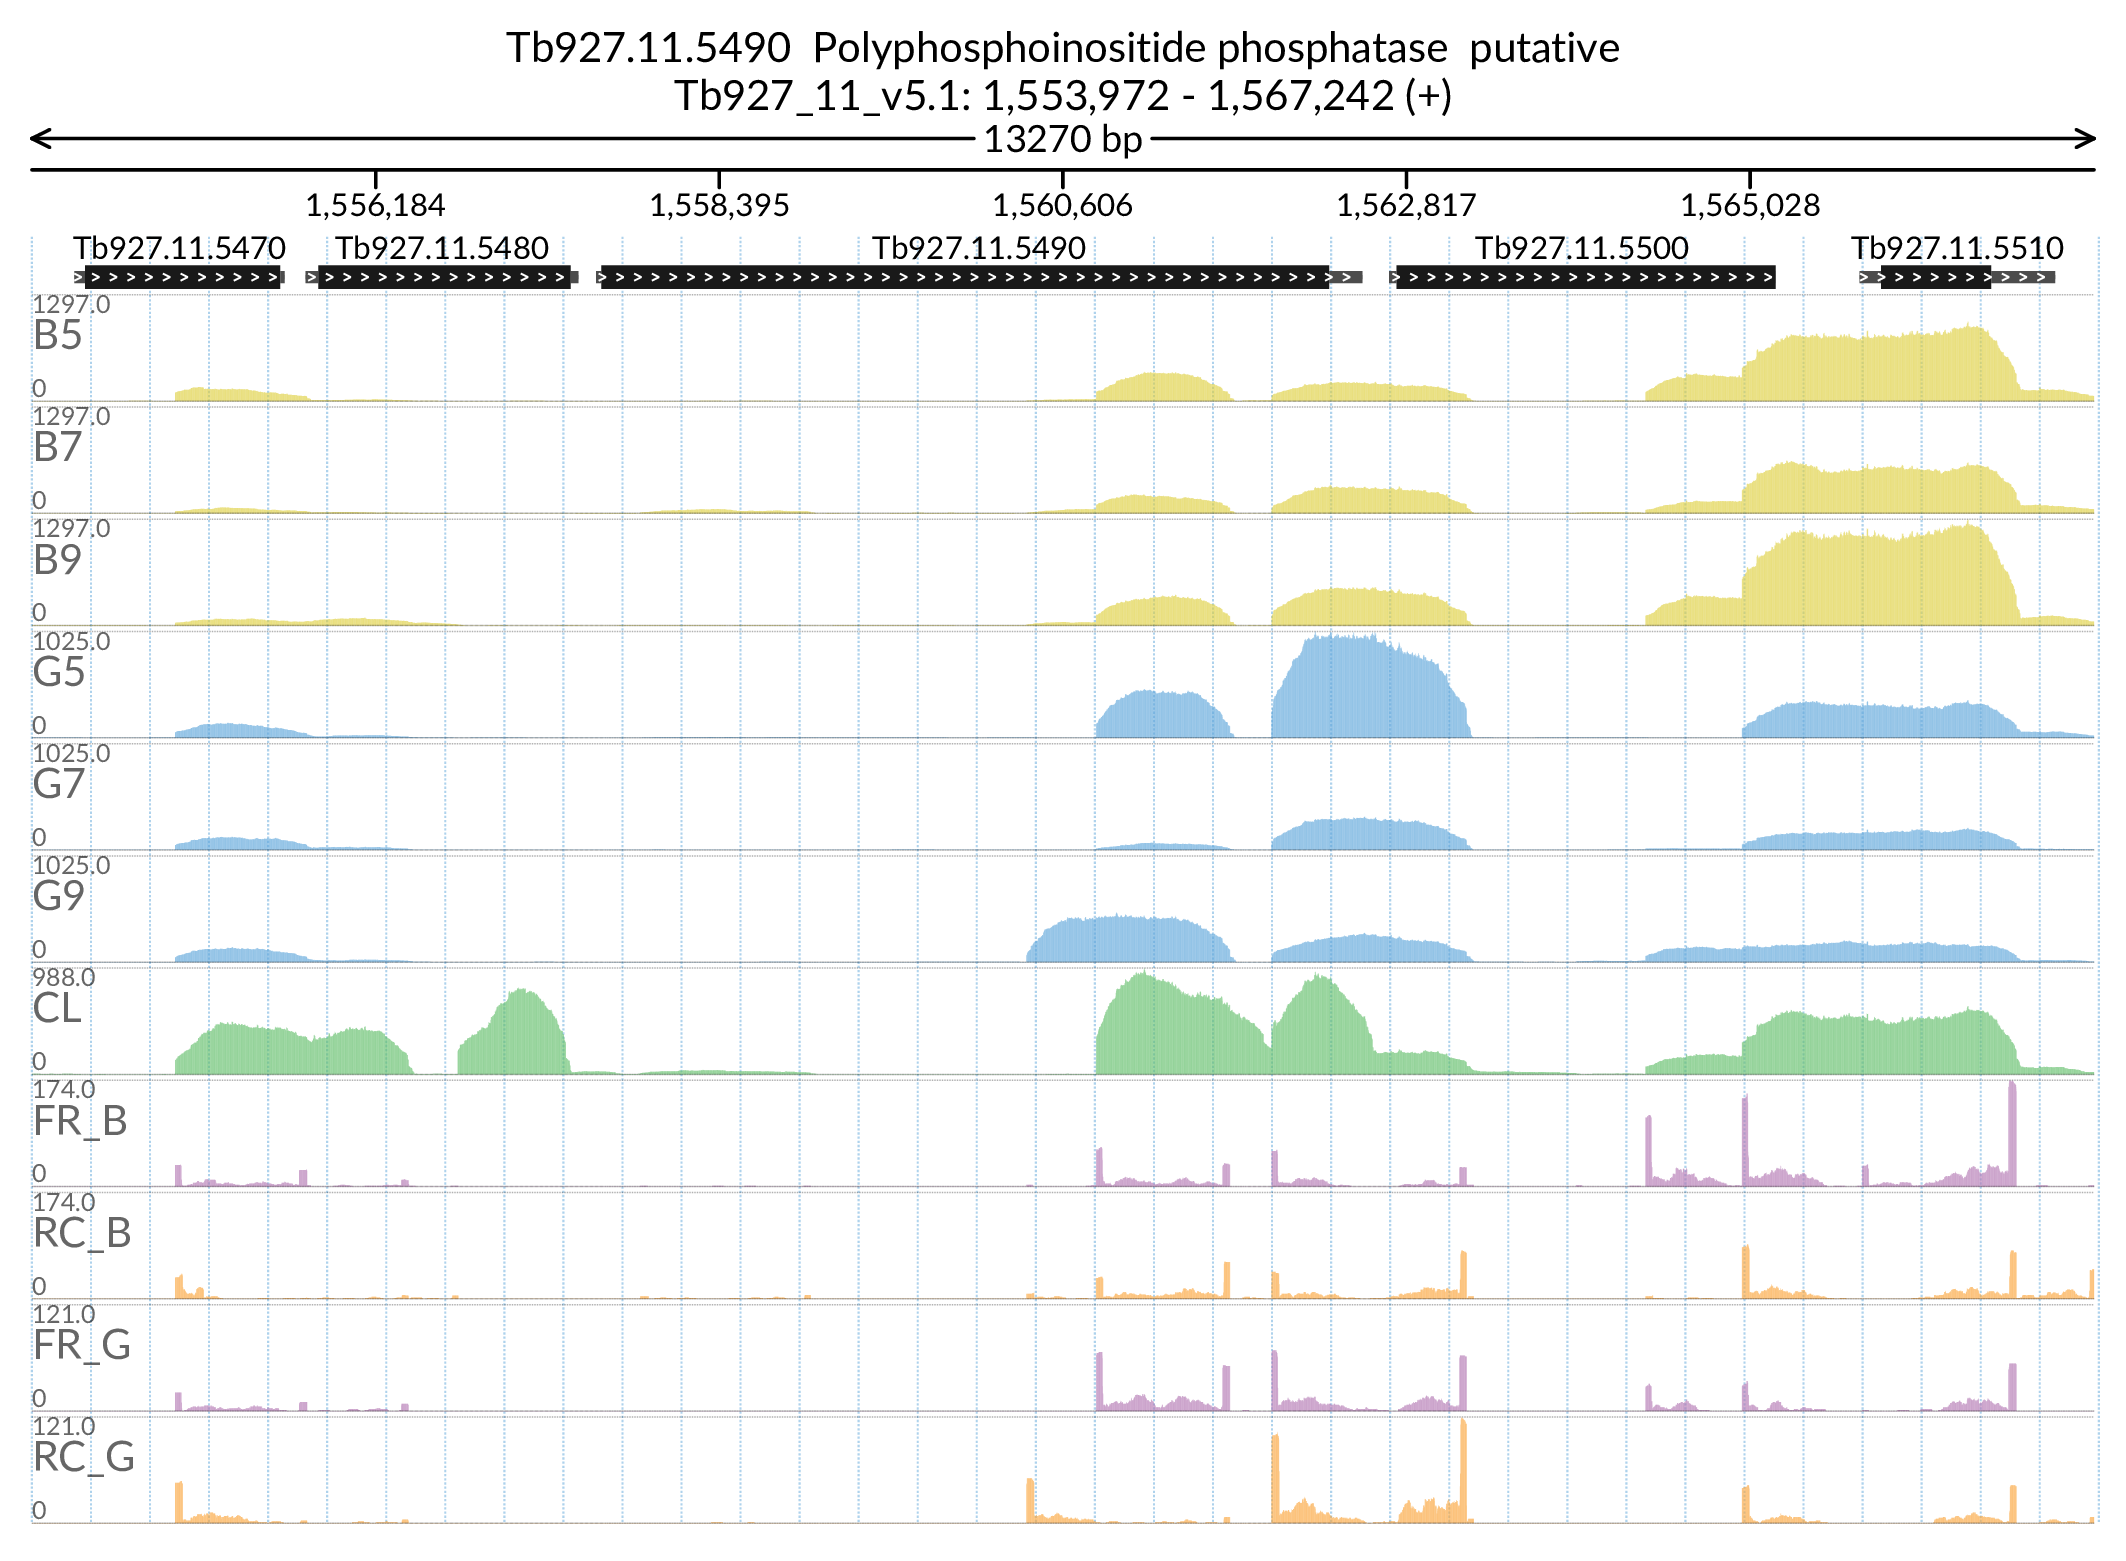 Tb927.11.5490  Polyphosphoinositide phosphatase  putative
Tb927_11_v5.1: 1,553,972 - 1,567,242 (+)
13270 bp
1,556,184 1,558,395 1,560,606 1,562,817 1,565,028
Tb927.11.5470 Tb927.11.5480 Tb927.11.5490 Tb927.11.5500 Tb927.11.5510
1297.0
B5
0
1297.0
B7
0
1297.0
B9
0
1025.0
G5
0
1025.0
G7
0
1025.0
G9
0
988.0
CL
0
174.0
FR_B
0
174.0
RC_B
0
121.0
FR_G
0
121.0
RC_G
0